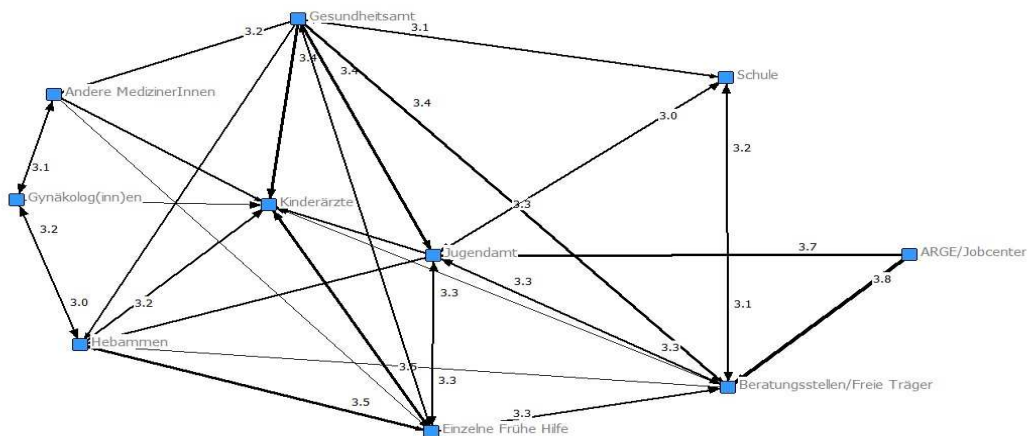 Gesundheitsamt
3.2
3.1
3.4
3.4
Schule
Andere MedizinerInnen
3.4
3.0
3.2
3.1
Gynäkolog(inn)en
Kinderärzte
3.3
3.2
Jugendamt
3.7
ARGE/Jobcenter
3.3
3.8
3.3
3.0
3.2
3.1
Hebammen
3.3
3.5
3.3
Beratungsstellen/Freie Träger
3.5
3.3
Einzelne Frühe Hilfe